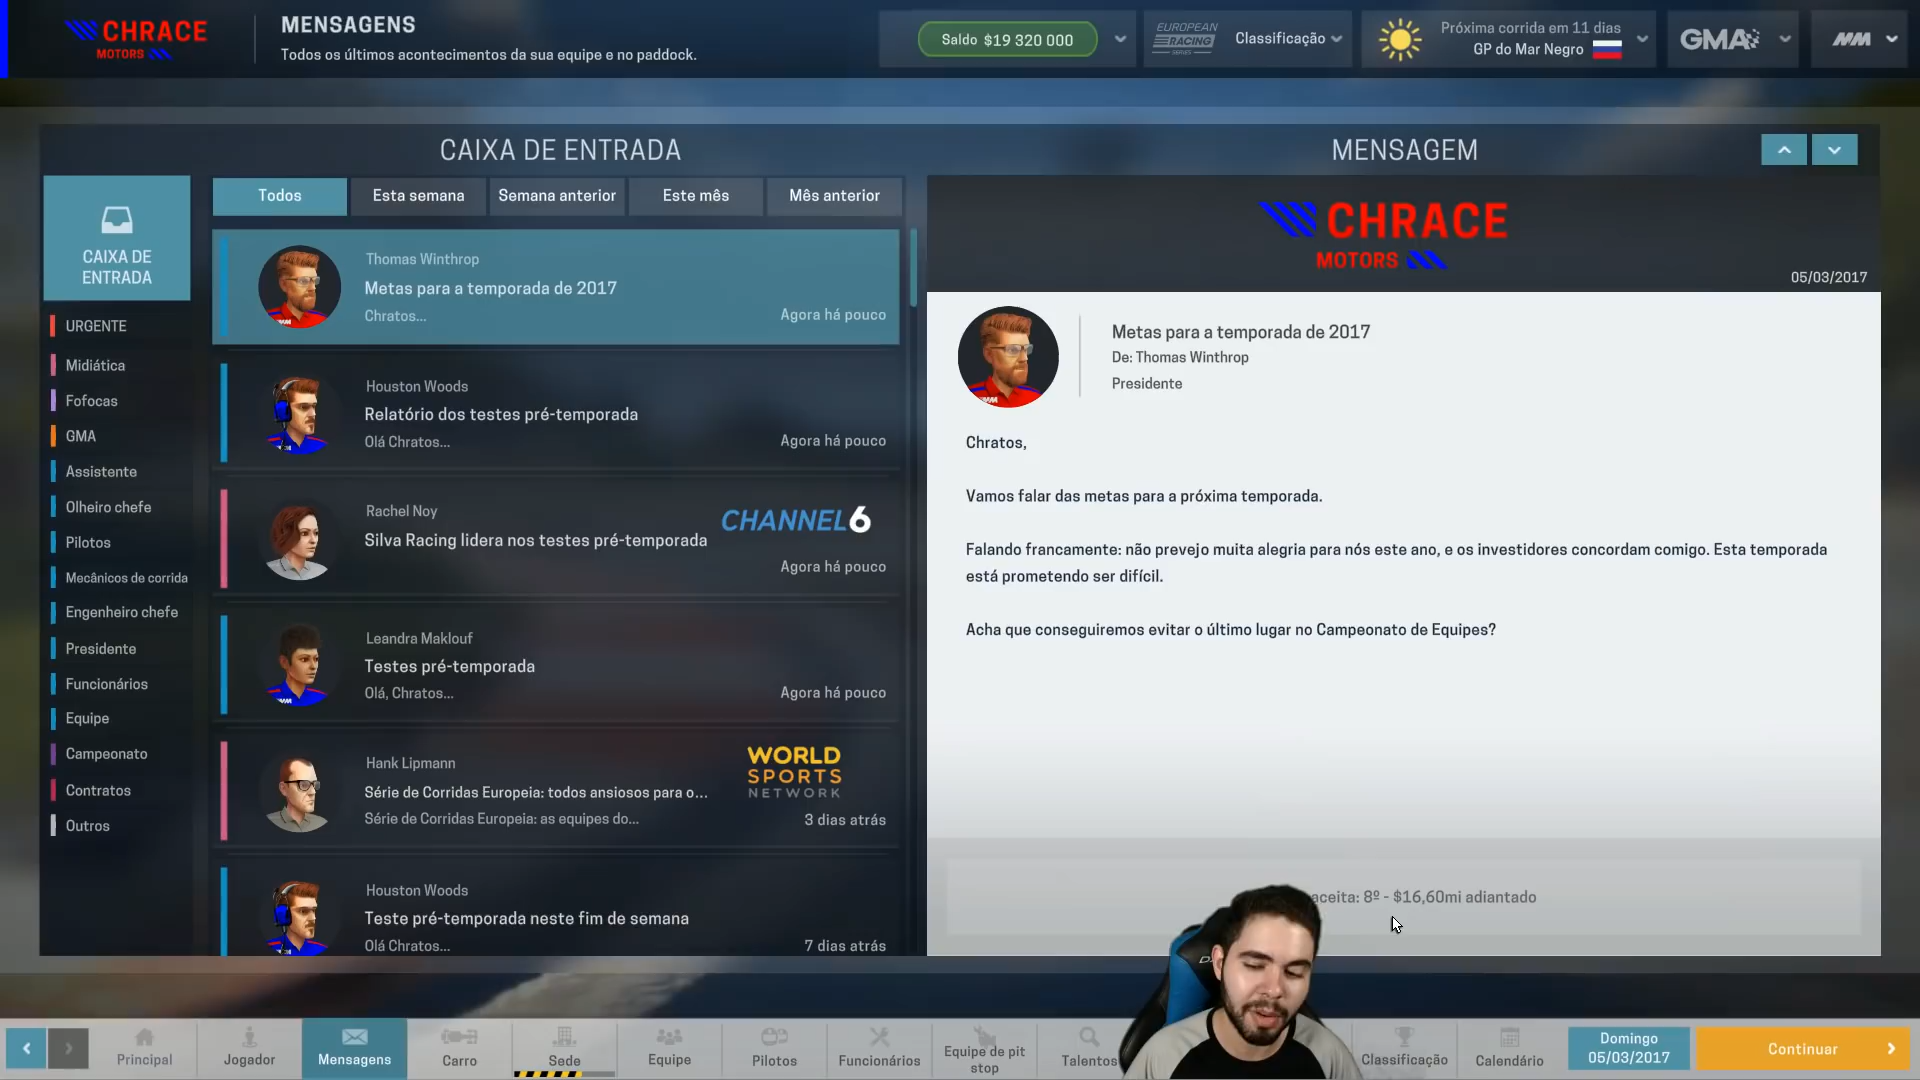 CHRACE
MOTORS
MENSAGENS
Todos os últimos acontecimentos da sua equipe e no paddock.
Saldo $19 320 000
EUROPEAN
RACING
SERIES
Classificação
Próxima corrida em 11 dias
GP do Mar Negro
GMA
CAIXA DE ENTRADA
MENSAGEM
CAIXA DE
ENTRADA
URGENTE
Midiática
Fofocas
GMA
Assistente
Olheiro chefe
Pilotos
Mecânicos de corrida
Engenheiro chefe
Presidente
Funcionários
Equipe
Campeonato
Contratos
Outros
Todos
Esta semana
Semana anterior
Este mês
Mês anterior
Thomas Winthrop
Metas para a temporada de 2017
Chratos...
Agora há pouco
Houston Woods
Relatório dos testes pré-temporada
Olá Chratos...
Agora há pouco
Rachel Noy
Silva Racing lidera nos testes pré-temporada
CHANNEL6
Agora há pouco
Leandra Maklouf
Testes pré-temporada
Olá, Chratos...
Agora há pouco
Hank Lipmann
Série de Corridas Europeia: todos ansiosos para o...
Série de Corridas Europeia: as equipes do...
WORLD
SPORTS
NETWORK
3 dias atrás
Houston Woods
Teste pré-temporada neste fim de semana
Olá Chratos...
7 dias atrás
CHRACE
MOTORS
05/03/2017
Metas para a temporada de 2017
De: Thomas Winthrop
Presidente
Chratos,
Vamos falar das metas para a próxima temporada.
Falando francamente: não prevejo muita alegria para nós este ano, e os investidores concordam comigo. Esta temporada
está prometendo ser difícil.
Acha que conseguiremos evitar o último lugar no Campeonato de Equipes?
aceita: 8º - $16,60mi adiantado
Principal
Jogador
Mensagens
Carro
Sede
Equipe
Pilotos
Funcionários
Equipe de pit
stop
Talentos
Classificação
Calendário
Domingo
05/03/2017
Continuar